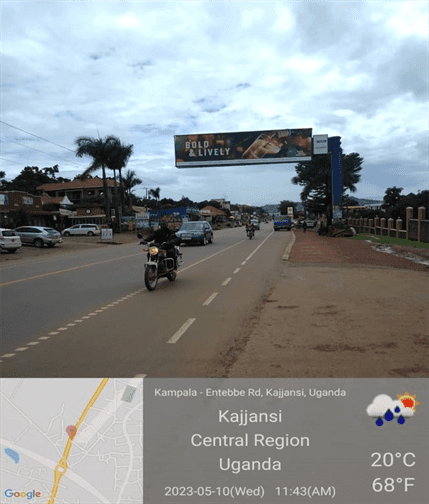 BOLD
& LIVELY
Kampala - Entebbe Rd, Kajjansi, Uganda
Kajjansi
Central Region
Uganda
20°C
68°F
2023-05-10(Wed) 11:43(AM)
Google